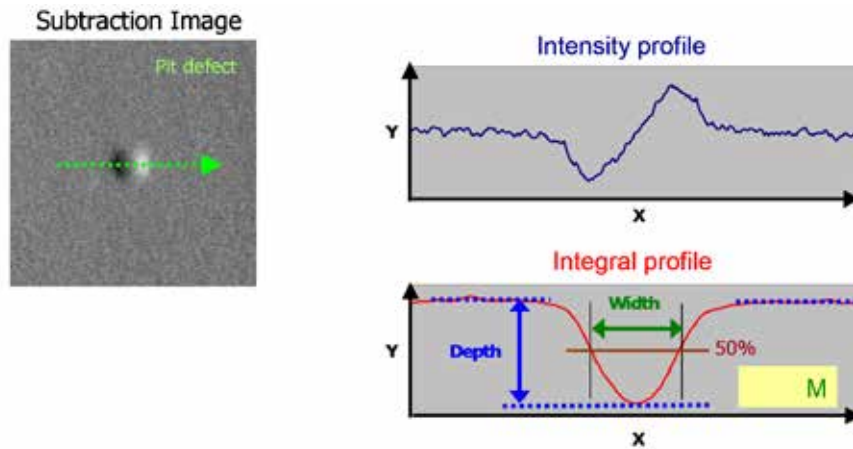 Subtraction Image
Pit defect
Intensity profile
Y
X
Integral profile
Width
Depth
50%
Y
M
X